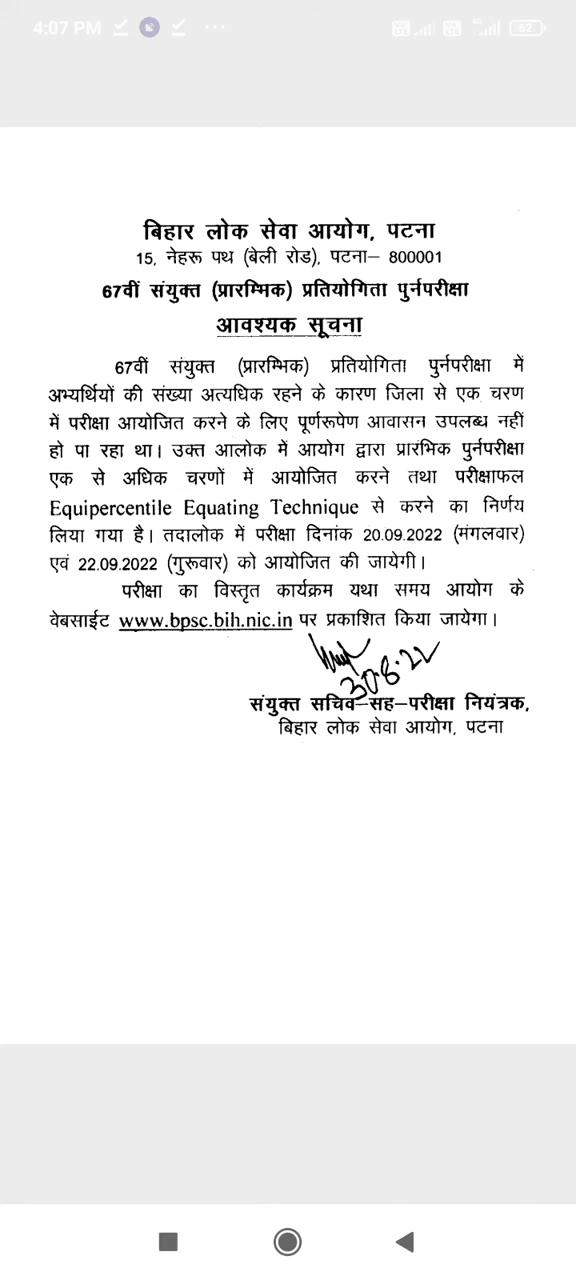 4:07 PM
62
बिहार लोक सेवा आयोग, पटना
15, नेहरू पथ (बेली रोड), पटना– 800001
67वीं संयुक्त (प्रारम्भिक) प्रतियोगिता पुर्नपरीक्षा
आवश्यक सूचना
67वीं संयुक्त (प्रारम्भिक) प्रतियोगिता पुर्नपरीक्षा में
अभ्यर्थियों की संख्या अत्यधिक रहने के कारण जिला से एक चरण
में परीक्षा आयोजित करने के लिए पूर्णरूपेण आवासन उपलब्ध नहीं
हो पा रहा था। उक्त आलोक में आयोग द्वारा प्रारंभिक पुर्नपरीक्षा
एक से अधिक चरणों में आयोजित करने तथा परीक्षाफल
Equipercentile Equating Technique से करने का निर्णय
लिया गया है। तदालोक में परीक्षा दिनांक 20.09.2022 (मंगलवार)
एवं 22.09.2022 (गुरूवार) को आयोजित की जायेगी।
परीक्षा का विस्तृत कार्यक्रम यथा समय आयोग के
वेबसाईट www.bpsc.bih.nic.in पर प्रकाशित किया जायेगा।
30.8.22
संयुक्त सचिव–सह–परीक्षा नियंत्रक,
बिहार लोक सेवा आयोग, पटना